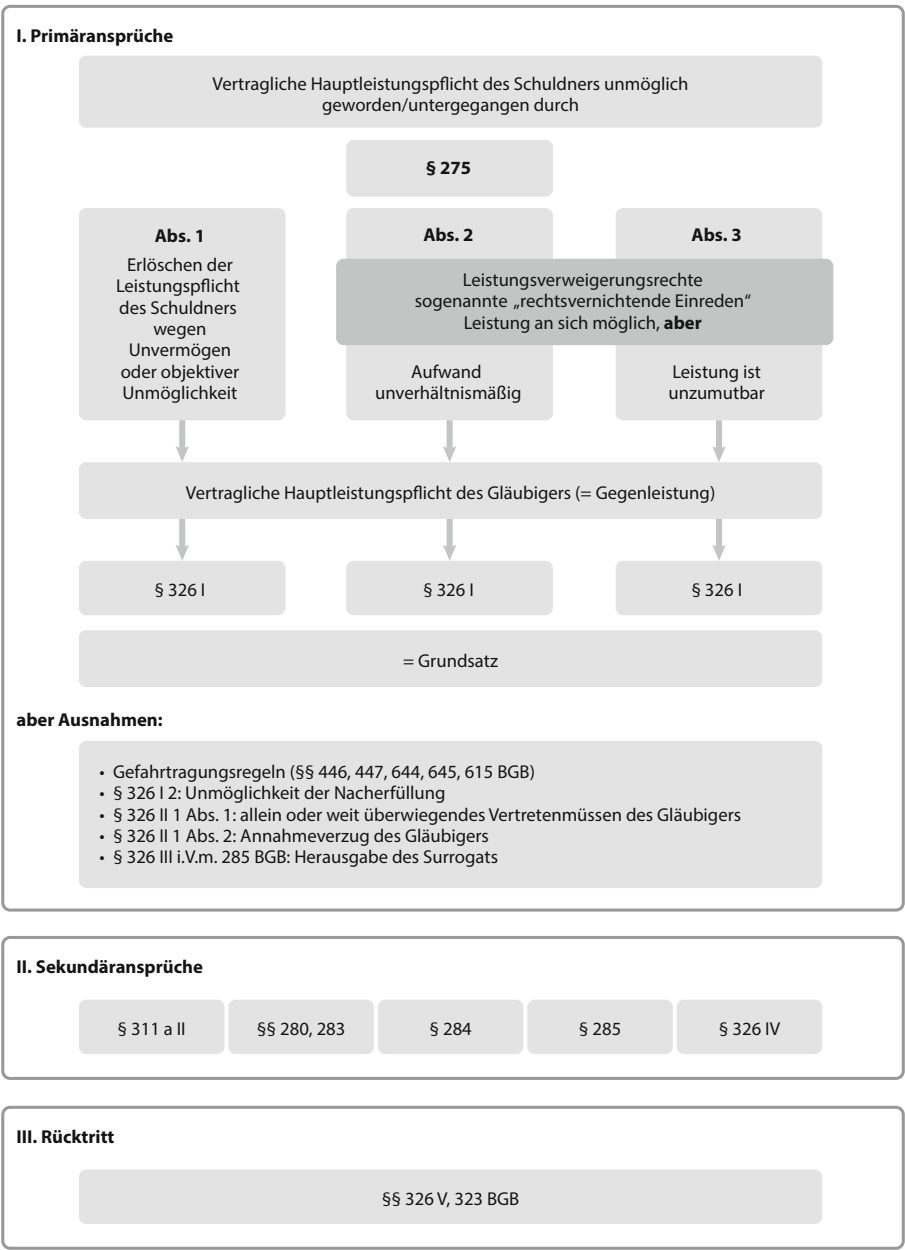 I. Primäransprüche
Vertragliche Hauptleistungspflicht des Schuldners unmöglich
geworden/untergegangen durch
§ 275
Abs. 1
Erlöschen der
Leistungspflicht
des Schuldners
wegen
Unvermögen
oder objektiver
Unmöglichkeit
Abs. 2
Abs. 3
Leistungsverweigerungsrechte
sogenannte „rechtsvernichtende Einreden“
Leistung an sich möglich, aber
Aufwand
unverhältnismäßig
Leistung ist
unzumutbar
Vertragliche Hauptleistungspflicht des Gläubigers (= Gegenleistung)
§ 326 I
§ 326 I
§ 326 I
= Grundsatz
aber Ausnahmen:
• Gefahrtragungsregeln (§§ 446, 447, 644, 645, 615 BGB)
• § 326 I 2: Unmöglichkeit der Nacherfüllung
• § 326 II 1 Abs. 1: allein oder weit überwiegendes Vertretenmüssen des Gläubigers
• § 326 II 1 Abs. 2: Annahmeverzug des Gläubigers
• § 326 III i.V.m. 285 BGB: Herausgabe des Surrogats
II. Sekundäransprüche
§ 311 a II
§§ 280, 283
§ 284
§ 285
§ 326 IV
III. Rücktritt
§§ 326 V, 323 BGB